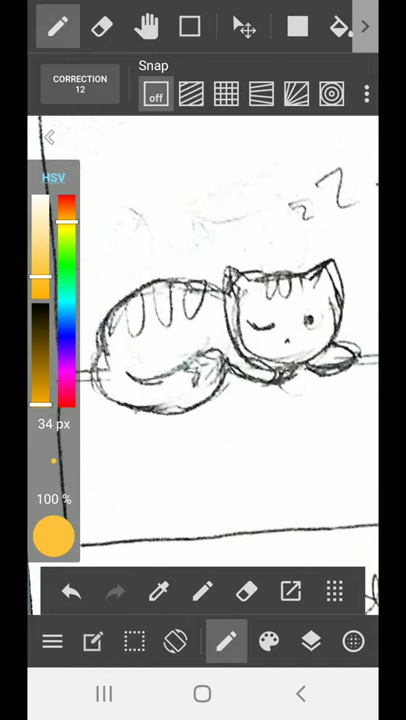 Snap
CORRECTION
12
off
HSV
z Z
34 px
100 %